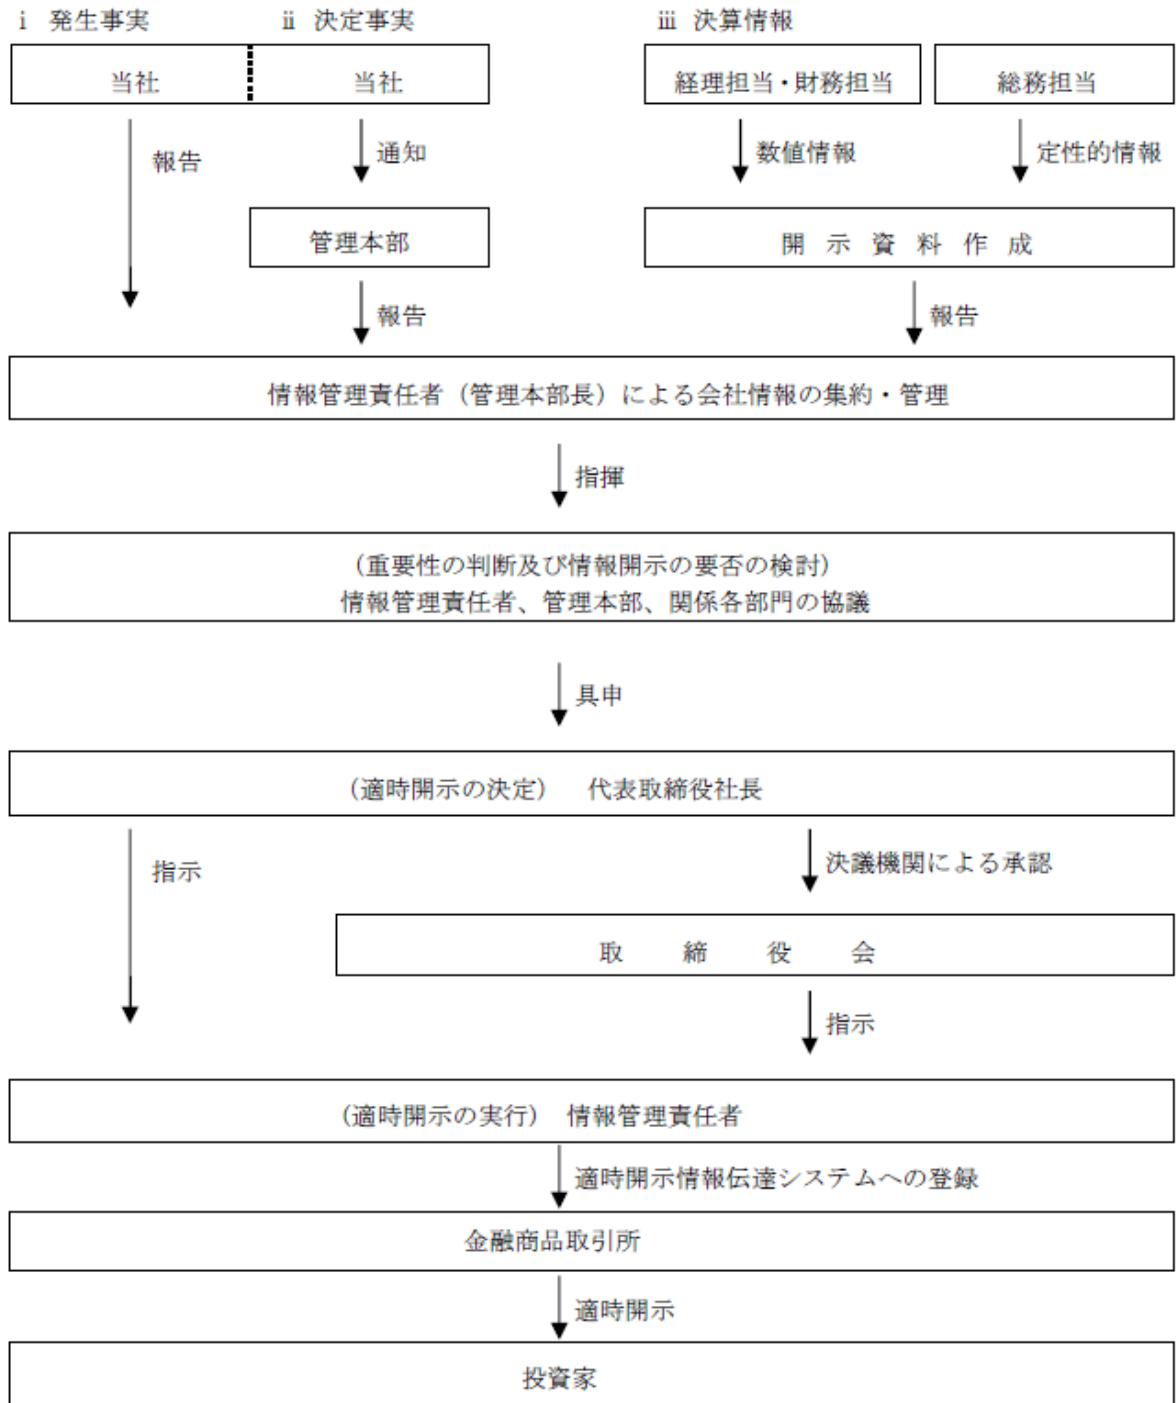 ⅰ 発生事実
ⅱ 決定事実
ⅲ 決算情報
当社
当社
経理担当・財務担当
総務担当
報告
通知
数値情報
定性的情報
管理本部
開示資料作成
報告
報告
情報管理責任者（管理本部長）による会社情報の集約・管理
指揮
（重要性の判断及び情報開示の要否の検討）
情報管理責任者、管理本部、関係各部門の協議
具申
（適時開示の決定） 代表取締役社長
指示
決議機関による承認
取締役会
指示
（適時開示の実行） 情報管理責任者
適時開示情報伝達システムへの登録
金融商品取引所
適時開示
投資家